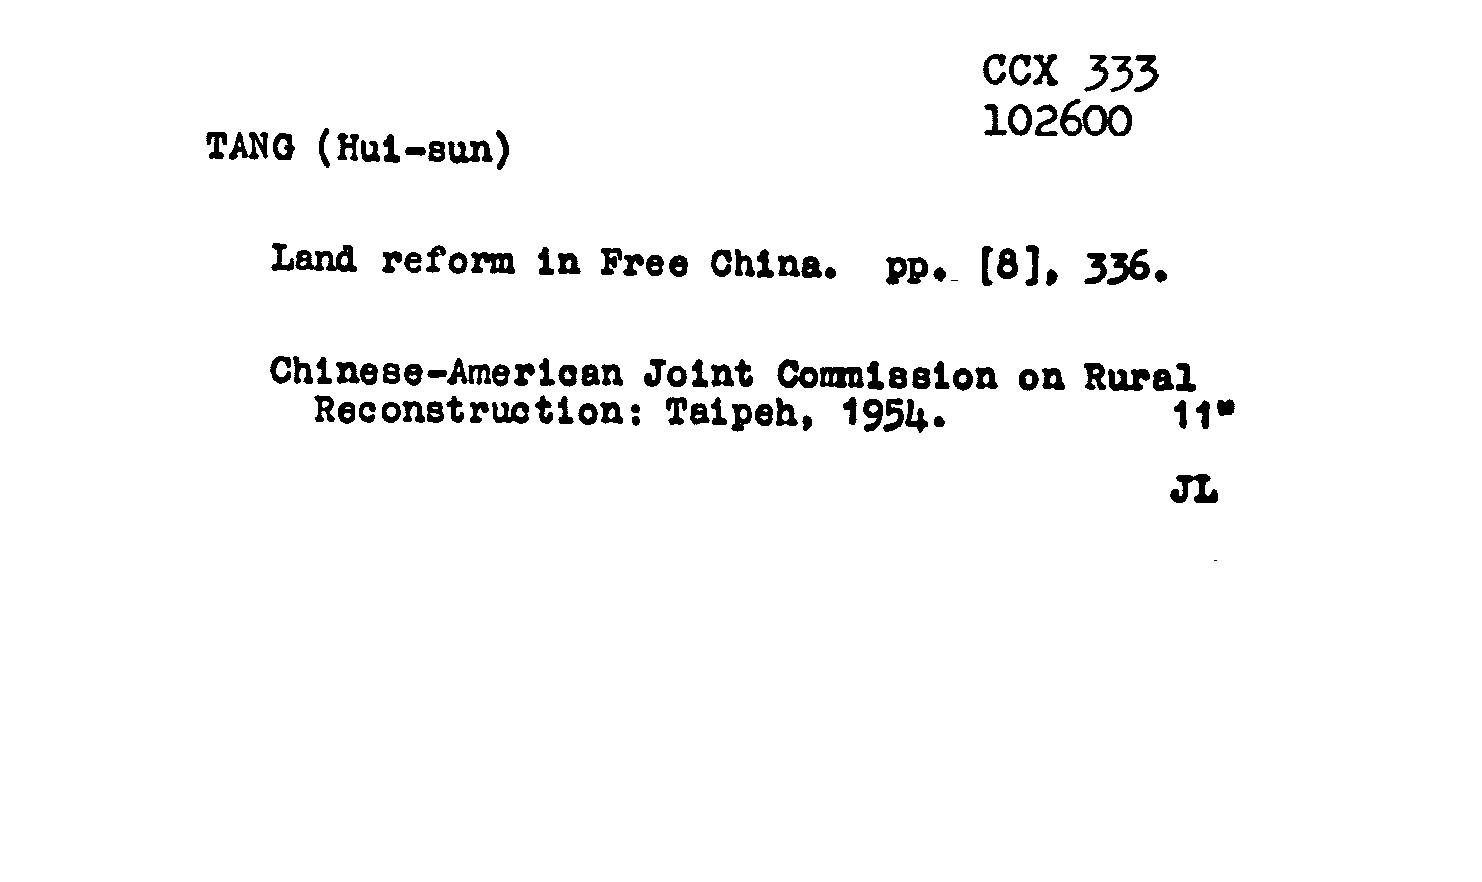 CCX 333
102600
TANG (Hui-sun)
Land reform in Free China. pp. [8], 336.
Chinese-American Joint Commission on Rural
Reconstruction: Taipeh, 1954. 11"
JL